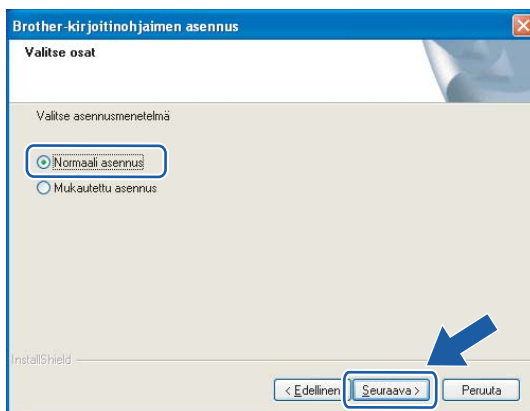 Brother-kirjoitinohjaimen asennus
Valitse osat
Valitse asennusmenetelmä
Normaali asennus
Mukautettu asennus
InstallShield
< Edellinen Seuraava > Peruuta